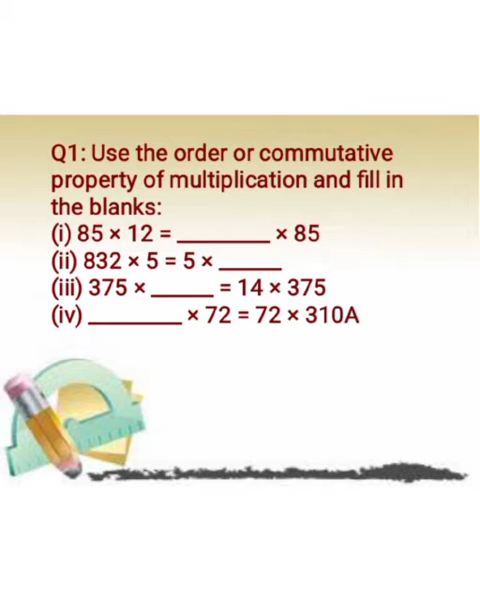 Q1: Use the order or commutative
property of multiplication and fill in
the blanks:
(i) 85 × 12 = ________ × 85
(ii) 832 × 5 = 5 × ______
(iii) 375 × ______ = 14 × 375
(iv) ________ × 72 = 72 × 310A